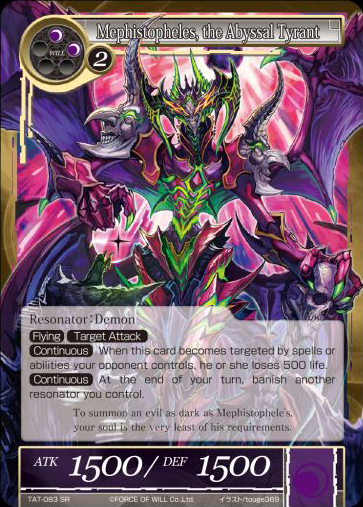 Mephistopheles, the Abyssal Tyrant
WILL
2
Resonator : Demon
Flying Target Attack
Continuous When this card becomes targeted by spells or
abilities your opponent controls, he or she loses 500 life.
Continuous At the end of your turn, banish another
resonator you control.
To summon an evil as dark as Mephistopheles,
your soul is the very least of his requirements.
ATK 1500/ DEF 1500
TAT-083 SR ©FORCE OF WILL Co.,Ltd. イラスト/touge369